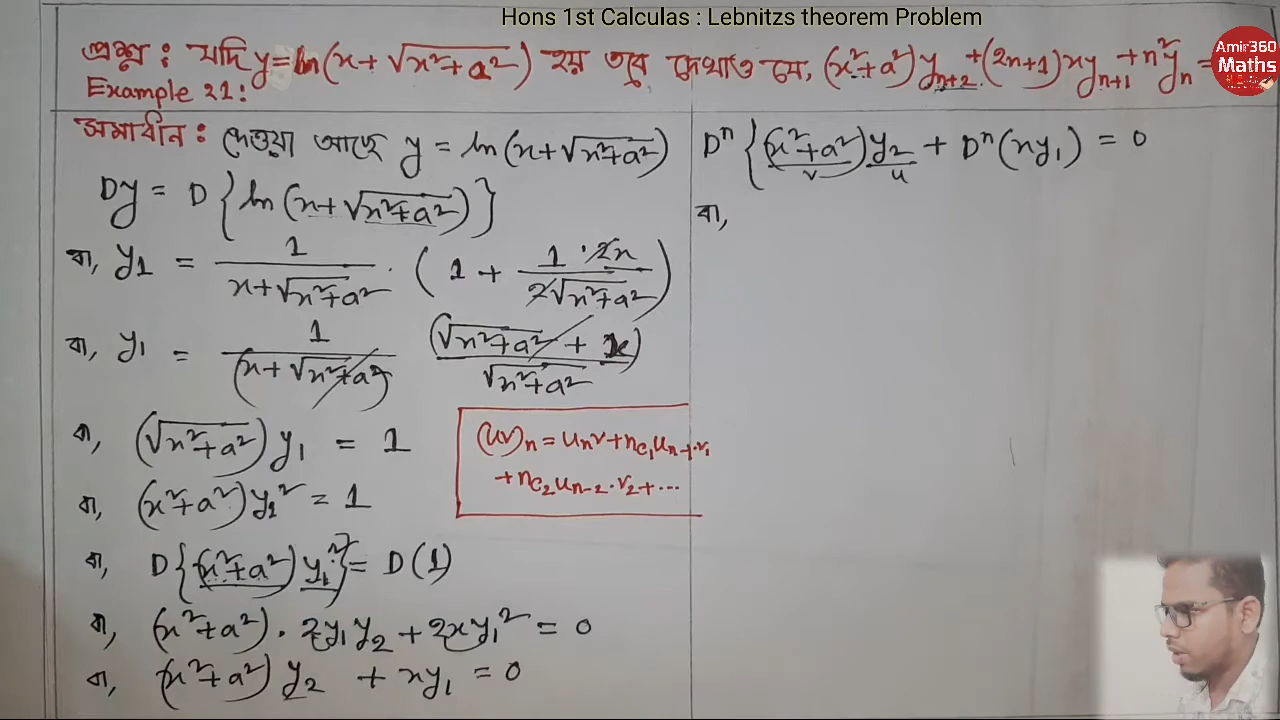 Hons 1st Calculas : Lebnitzs theorem Problem
Amir360
Maths
প্রশ্ন : যদি y = ln(x + √(x² + a²)) হয় তবে দেখাও যে, (x² + a²) yₙ₊₂ + (2n+1) x yₙ₊₁ + n² yₙ =
Example 21:
সমাধান : দেওয়া আছে y = ln(x + √(x² + a²))
Dy = D { ln (x + √(x² + a²)) }
বা, y₁ = 1/(x + √(x² + a²)) · (1 + 1·2x/(2√(x² + a²)))
বা, y₁ = 1/(x + √(x² + a²)) (√(x² + a²) + x)/√(x² + a²)
বা, (√(x² + a²)) y₁ = 1
বা, (x² + a²) y₁² = 1
বা, D{(x² + a²) y₁²} = D(1)
বা, (x² + a²) · 2y₁y₂ + 2xy₁² = 0
বা, (x² + a²) y₂ + xy₁ = 0
(uv)ₙ = uₙv + nc₁uₙ₋₁·v₁
+ nc₂uₙ₋₂·v₂ + ...
Dⁿ {(x² + a²) y₂ + Dⁿ(xy₁) = 0
v u
বা,